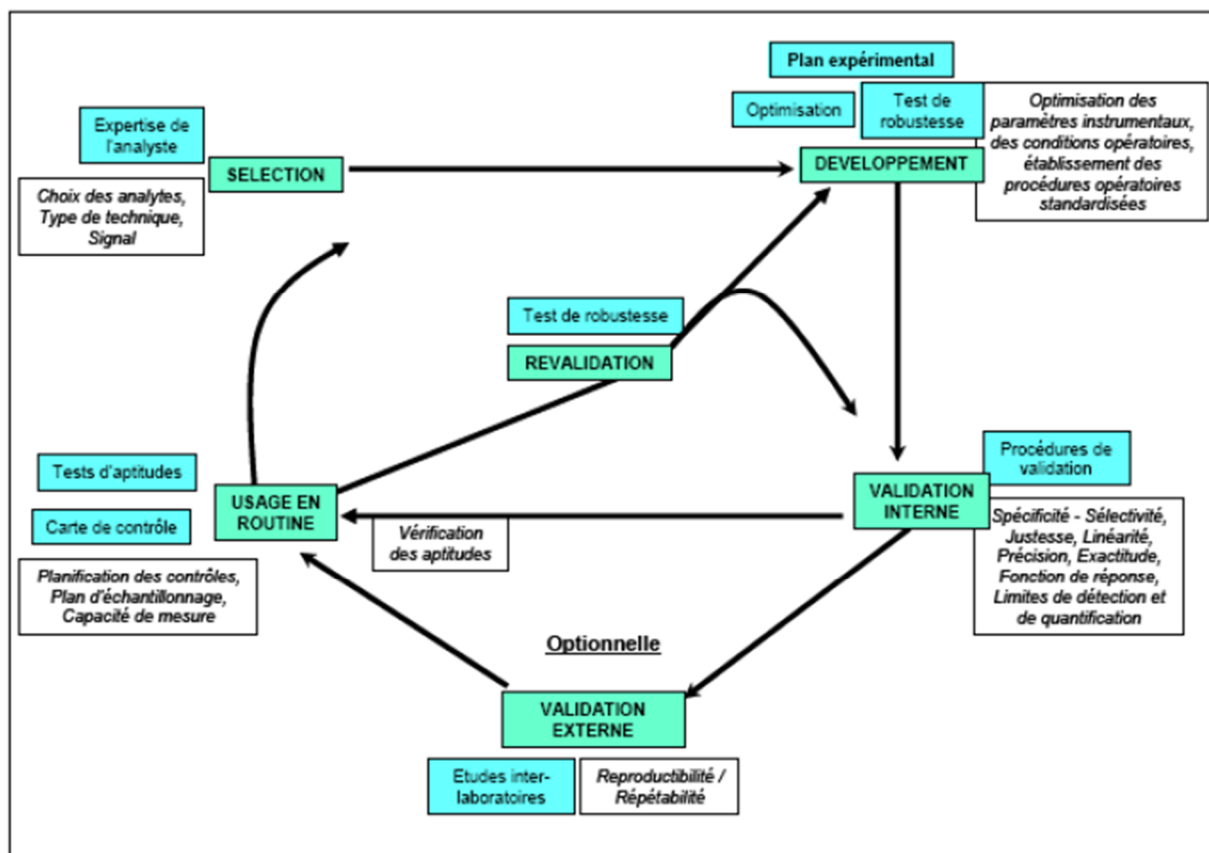 Plan expérimental
Optimisation
Test de
robustesse
Optimisation des
paramètres instrumentaux,
des conditions opératoires,
établissement des
procédures opératoires
standardisées
Expertise de
l'analyste
SELECTION
DEVELOPPEMENT
Choix des analytes,
Type de technique,
Signal
Test de robustesse
REVALIDATION
Tests d'aptitudes
Carte de contrôle
USAGE EN
ROUTINE
Planification des contrôles,
Plan d'échantillonnage,
Capacité de mesure
Vérification
des aptitudes
Procédures de
validation
VALIDATION
INTERNE
Spécificité - Sélectivité,
Justesse, Linéarité,
Précision, Exactitude,
Fonction de réponse,
Limites de détection et
de quantification
Optionnelle
VALIDATION
EXTERNE
Etudes inter-
laboratoires
Reproductibilité /
Répétabilité